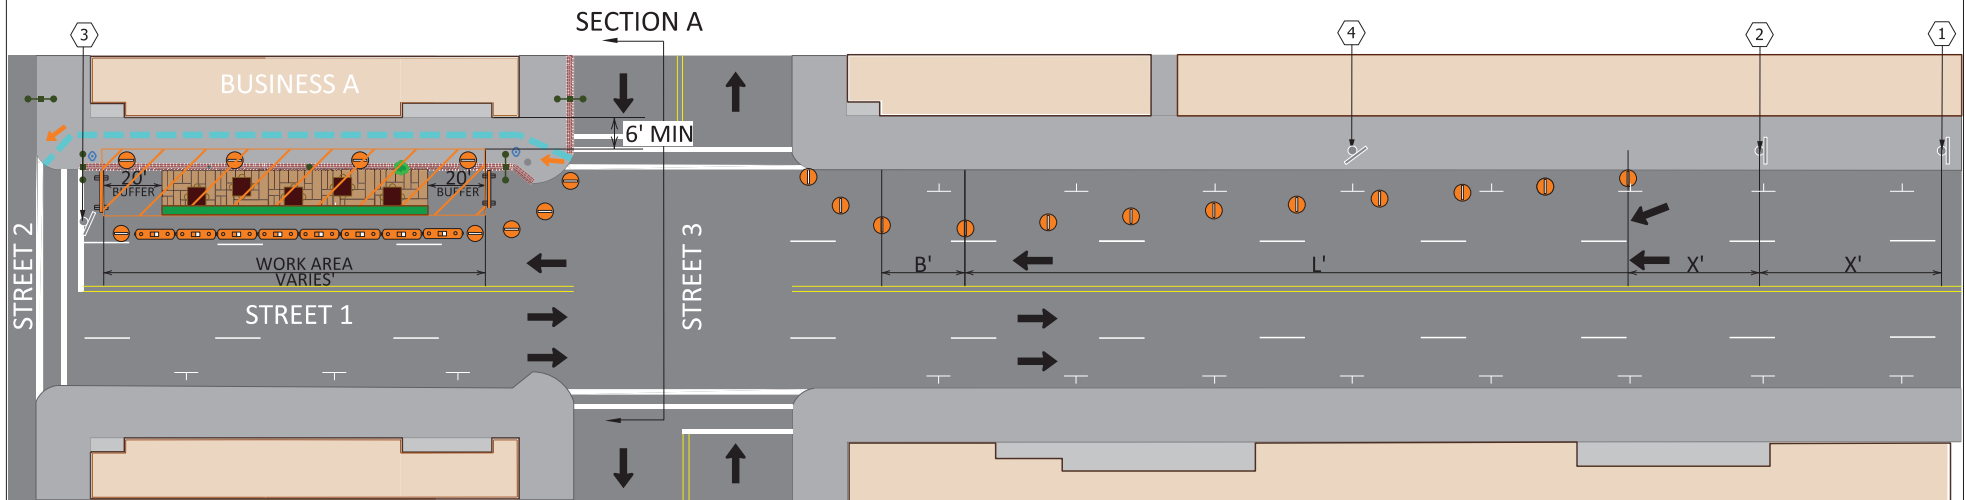 SECTION A
3
4
2
1
BUSINESS A
6' MIN
20'
BUFFER
20'
BUFFER
STREET 2
STREET 3
WORK AREA
VARIES'
B'
L'
X'
X'
STREET 1